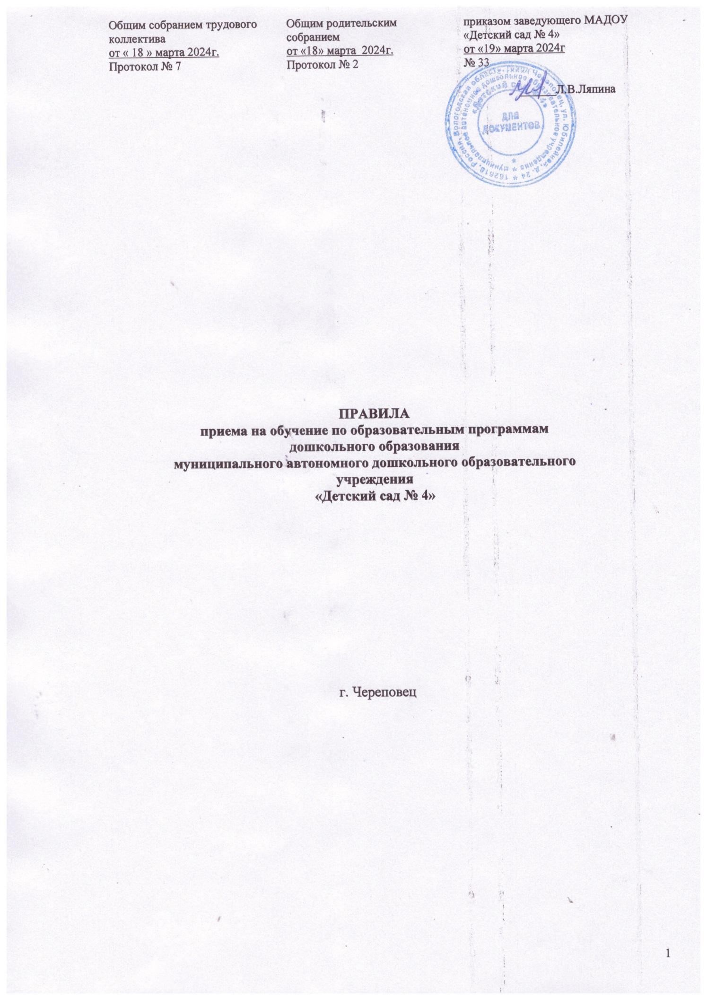 Общим собранием трудового
коллектива
от « 18 » марта 2024г.
Протокол № 7
Общим родительским
собранием
от «18» марта  2024г.
Протокол № 2
приказом заведующего МАДОУ
«Детский сад № 4»
от «19» марта 2024г
№ 33
______Л.В.Ляпина
* 162616, Россия, Вологодская область, город Череповец, ул. Юбилейная, д. 24
* муниципальное автономное дошкольное образовательное учреждение
«Детский сад № 4»
*
ДЛЯ
ДОКУМЕНТОВ
ПРАВИЛА
приема на обучение по образовательным программам
дошкольного образования
муниципального автономного дошкольного образовательного
учреждения
«Детский сад № 4»
г. Череповец
1